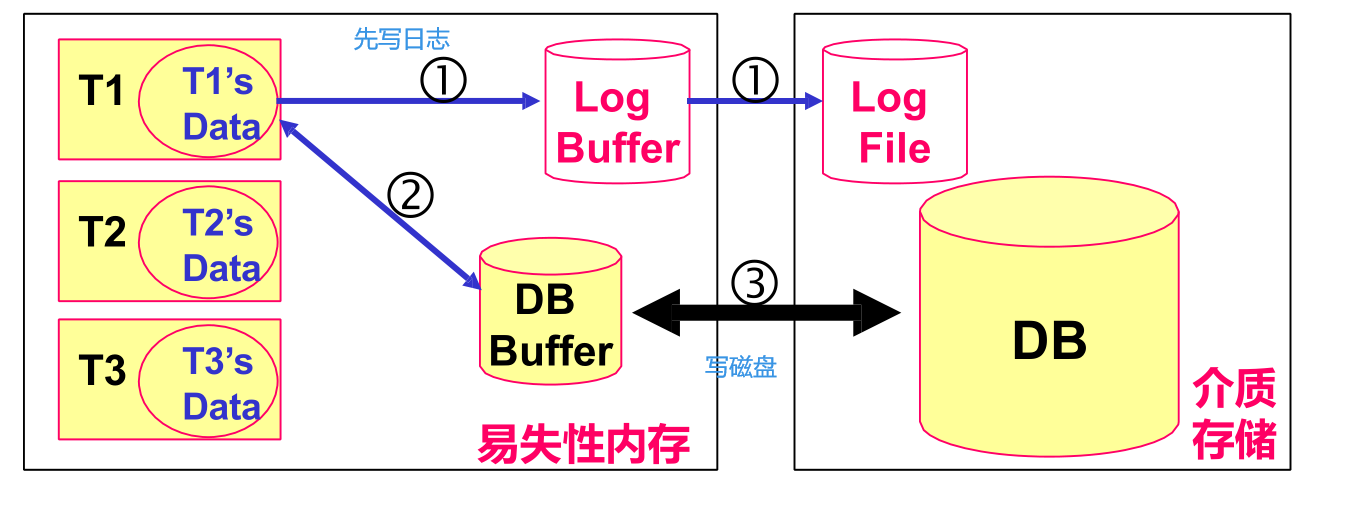 先写日志
T1
T1's
Data
①
Log
Buffer
①
Log
File
②
T2
T2's
Data
DB
Buffer
③
DB
写磁盘
T3
T3's
Data
易失性内存
介质
存储